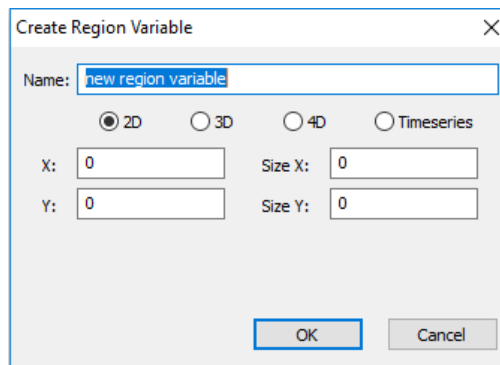 Create Region Variable
Name: new region variable
2D 3D 4D Timeseries
X: 0 Size X: 0
Y: 0 Size Y: 0
OK Cancel